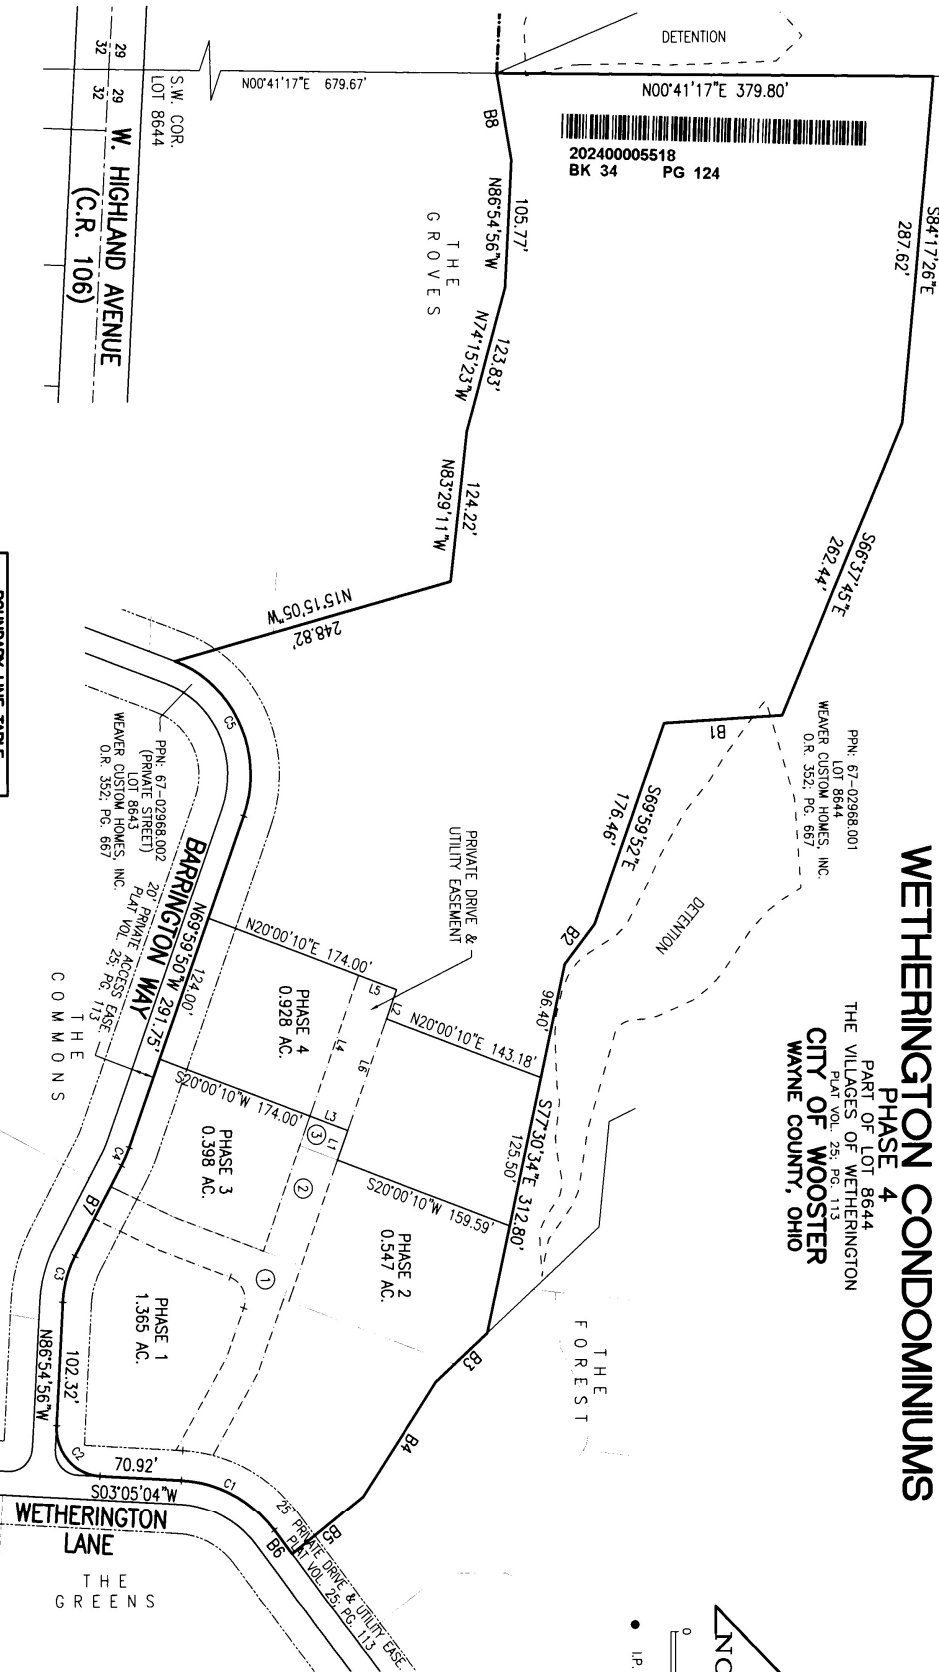 WETHERINGTON CONDOMINIUMS
PHASE 4
PART OF LOT 8644
THE VILLAGES OF WETHERINGTON
PLAT VOL. 25; PG. 113
CITY OF WOOSTER
WAYNE COUNTY, OHIO
DETENTION
N00°41'17"E 679.67'
N00°41'17"E 379.80'
202400005518
BK 34 PG 124
29
32
29
32
S.W. COR.
LOT 8644
W. HIGHLAND AVENUE
(C.R. 106)
S84°17'26"E
287.62'
S66°37'45"E
262.44'
B8
105.77'
N86°54'56"W
THE
GROVES
123.83'
N74°15'23"W
124.22'
N83°29'11"W
N15°15'05"W
248.82'
PPN: 67-02968.001
LOT 8644
WEAVER CUSTOM HOMES, INC.
O.R. 352; PG. 667
B1
S69°59'52"E
176.46'
B2
DETENTION
96.40'
S77°30'34"E 312.80'
125.50'
PRIVATE DRIVE &
UTILITY EASEMENT
C5
PPN: 67-02968.002
(PRIVATE STREET)
LOT 8643
WEAVER CUSTOM HOMES, INC.
O.R. 352; PG. 667
BARRINGTON WAY
N69°59'50"W 291.75'
124.00'
20' PRIVATE ACCESS EASE.
PLAT VOL. 25; PG. 113
THE
COMMONS
N20°00'10"E 174.00'
L5
L2
N20°00'10"E 143.18'
PHASE 4
0.928 AC.
L4
L6
S20°00'10"W 174.00'
L3
L1
3
2
1
S20°00'10"W 159.59'
PHASE 3
0.398 AC.
PHASE 2
0.547 AC.
PHASE 1
1.365 AC.
C4
B7
C3
N86°54'56"W
102.32'
C2
70.92'
S03°05'04"W
C1
THE
FOREST
B3
B4
B5
B6
25' PRIVATE DRIVE & UTILITY EASE.
PLAT VOL. 25; PG. 113
WETHERINGTON
LANE
THE
GREENS
0
I.P.